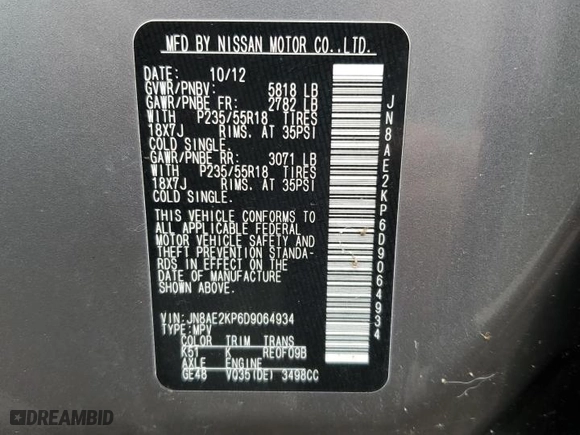 MFD BY NISSAN MOTOR CO.,LTD.
DATE: 10/12
GVWR/PNBV: 5818 LB
GAWR/PNBE FR: 2782 LB
WITH P235/55R18 TIRES
18X7J RIMS. AT 35PSI
COLD SINGLE.
GAWR/PNBE RR: 3071 LB
WITH P235/55R18 TIRES
18X7J RIMS. AT 35PSI
COLD SINGLE.
THIS VEHICLE CONFORMS TO
ALL APPLICABLE FEDERAL
MOTOR VEHICLE SAFETY AND
THEFT PREVENTION STANDA-
RDS IN EFFECT ON THE
DATE OF MANUFACTURE
SHOWN ABOVE.
VIN: JN8AE2KP6D9064934
TYPE: MPV
COLOR TRIM TRANS
K51 K RE0F09B
AXLE ENGINE
GE48 VQ35(DE) 3498CC
JN8AE2KP6D9064934
DREAMBID